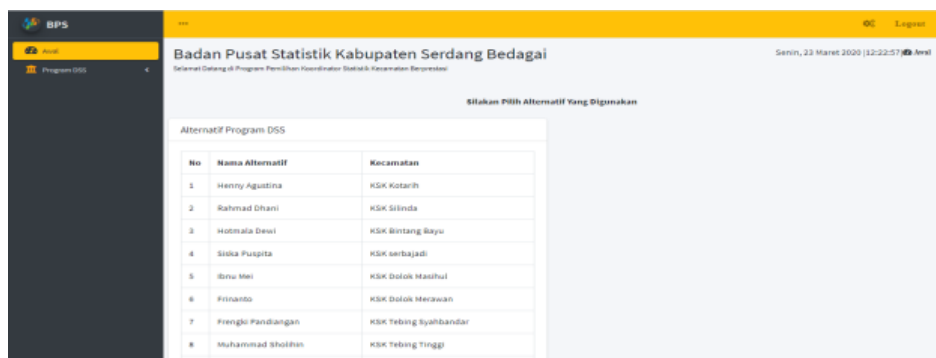 BPS
...
Logout
Awal
Program DSS
Badan Pusat Statistik Kabupaten Serdang Bedagai
Senin, 23 Maret 2020 |12:22:57| Awal
Selamat Datang di Program Pemilihan Koordinator Statistik Kecamatan Berprestasi
Silakan Pilih Alternatif Yang Digunakan
Alternatif Program DSS
No Nama Alternatif Kecamatan
1 Henny Agustina KSK Kotarih
2 Rahmad Dhani KSK Silinda
3 Hotmala Dewi KSK Bintang Bayu
4 Siska Puspita KSK serbajadi
5 Ibnu Mei KSK Dolok Masihul
6 Frinanto KSK Dolok Merawan
7 Frengki Pandiangan KSK Tebing Syahbandar
8 Muhammad Sholihin KSK Tebing Tinggi